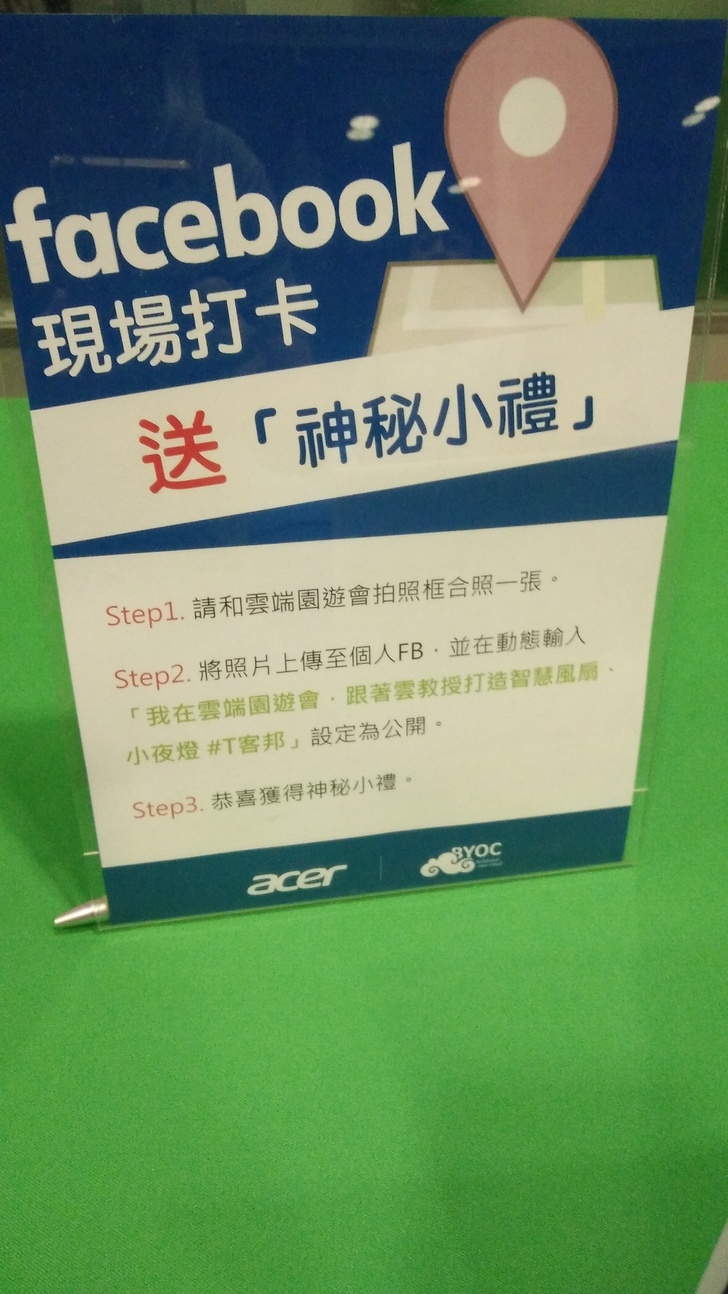 facebook
現場打卡
送「神秘小禮」
Step1. 請和雲端園遊會拍照框合照一張。
Step2. 將照片上傳至個人FB，並在動態輸入
「我在雲端園遊會，跟著雲教授打造智慧風扇、
小夜燈 #T客邦」設定為公開。
Step3. 恭喜獲得神秘小禮。
acer
BYOC